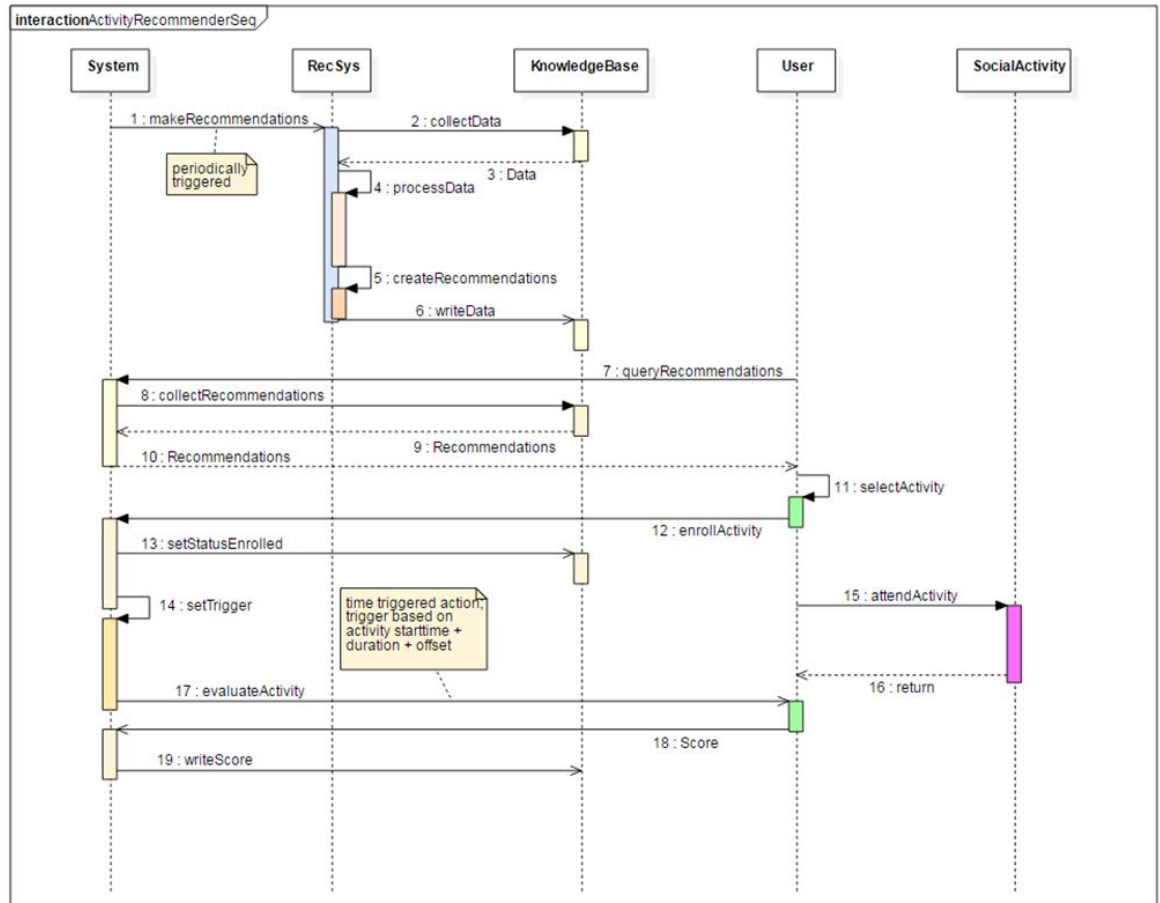 interactionActivityRecommenderSeq
System
RecSys
KnowledgeBase
User
SocialActivity
1 : makeRecommendations
2 : collectData
periodically
triggered
3 : Data
4 : processData
5 : createRecommendations
6 : writeData
7 : queryRecommendations
8 : collectRecommendations
9 : Recommendations
10 : Recommendations
11 : selectActivity
12 : enrollActivity
13 : setStatusEnrolled
14 : setTrigger
time triggered action;
trigger based on
activity starttime +
duration + offset
15 : attendActivity
16 : return
17 : evaluateActivity
18 : Score
19 : writeScore